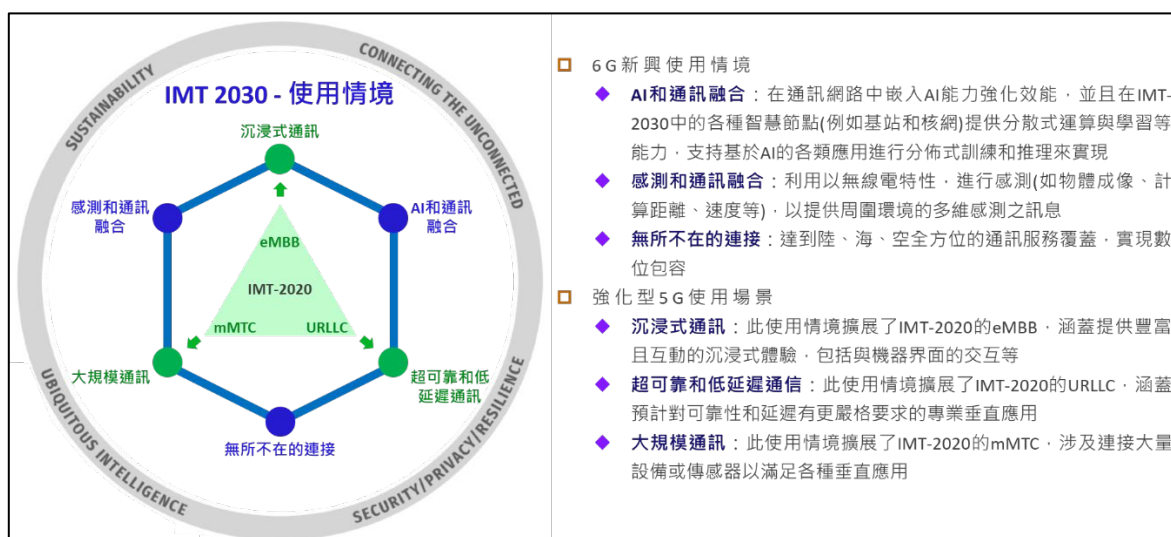 SUSTAINABILITY
CONNECTING THE UNCONNECTED
IMT 2030 - 使用情境
沉浸式通訊
感測和通訊
融合
AI和通訊
融合
eMBB
IMT-2020
mMTC
URLLC
大規模通訊
超可靠和低
延遲通訊
無所不在的連接
UBIQUITOUS INTELLIGENCE
SECURITY/PRIVACY/RESILIENCE
6G新興使用情境
AI和通訊融合：在通訊網路中嵌入AI能力強化效能，並且在IMT-
2030中的各種智慧節點(例如基站和核網)提供分散式運算與學習等
能力，支持基於AI的各類應用進行分佈式訓練和推理來實現
感測和通訊融合：利用以無線電特性，進行感測(如物體成像、計
算距離、速度等)，以提供周圍環境的多維感測之訊息
無所不在的連接：達到陸、海、空全方位的通訊服務覆蓋，實現數
位包容
強化型5G使用場景
沉浸式通訊：此使用情境擴展了IMT-2020的eMBB，涵蓋提供豐富
且互動的沉浸式體驗，包括與機器界面的交互等
超可靠和低延遲通信：此使用情境擴展了IMT-2020的URLLC，涵蓋
預計對可靠性和延遲有更嚴格要求的專業垂直應用
大規模通訊：此使用情境擴展了IMT-2020的mMTC，涉及連接大量
設備或傳感器以滿足各種垂直應用